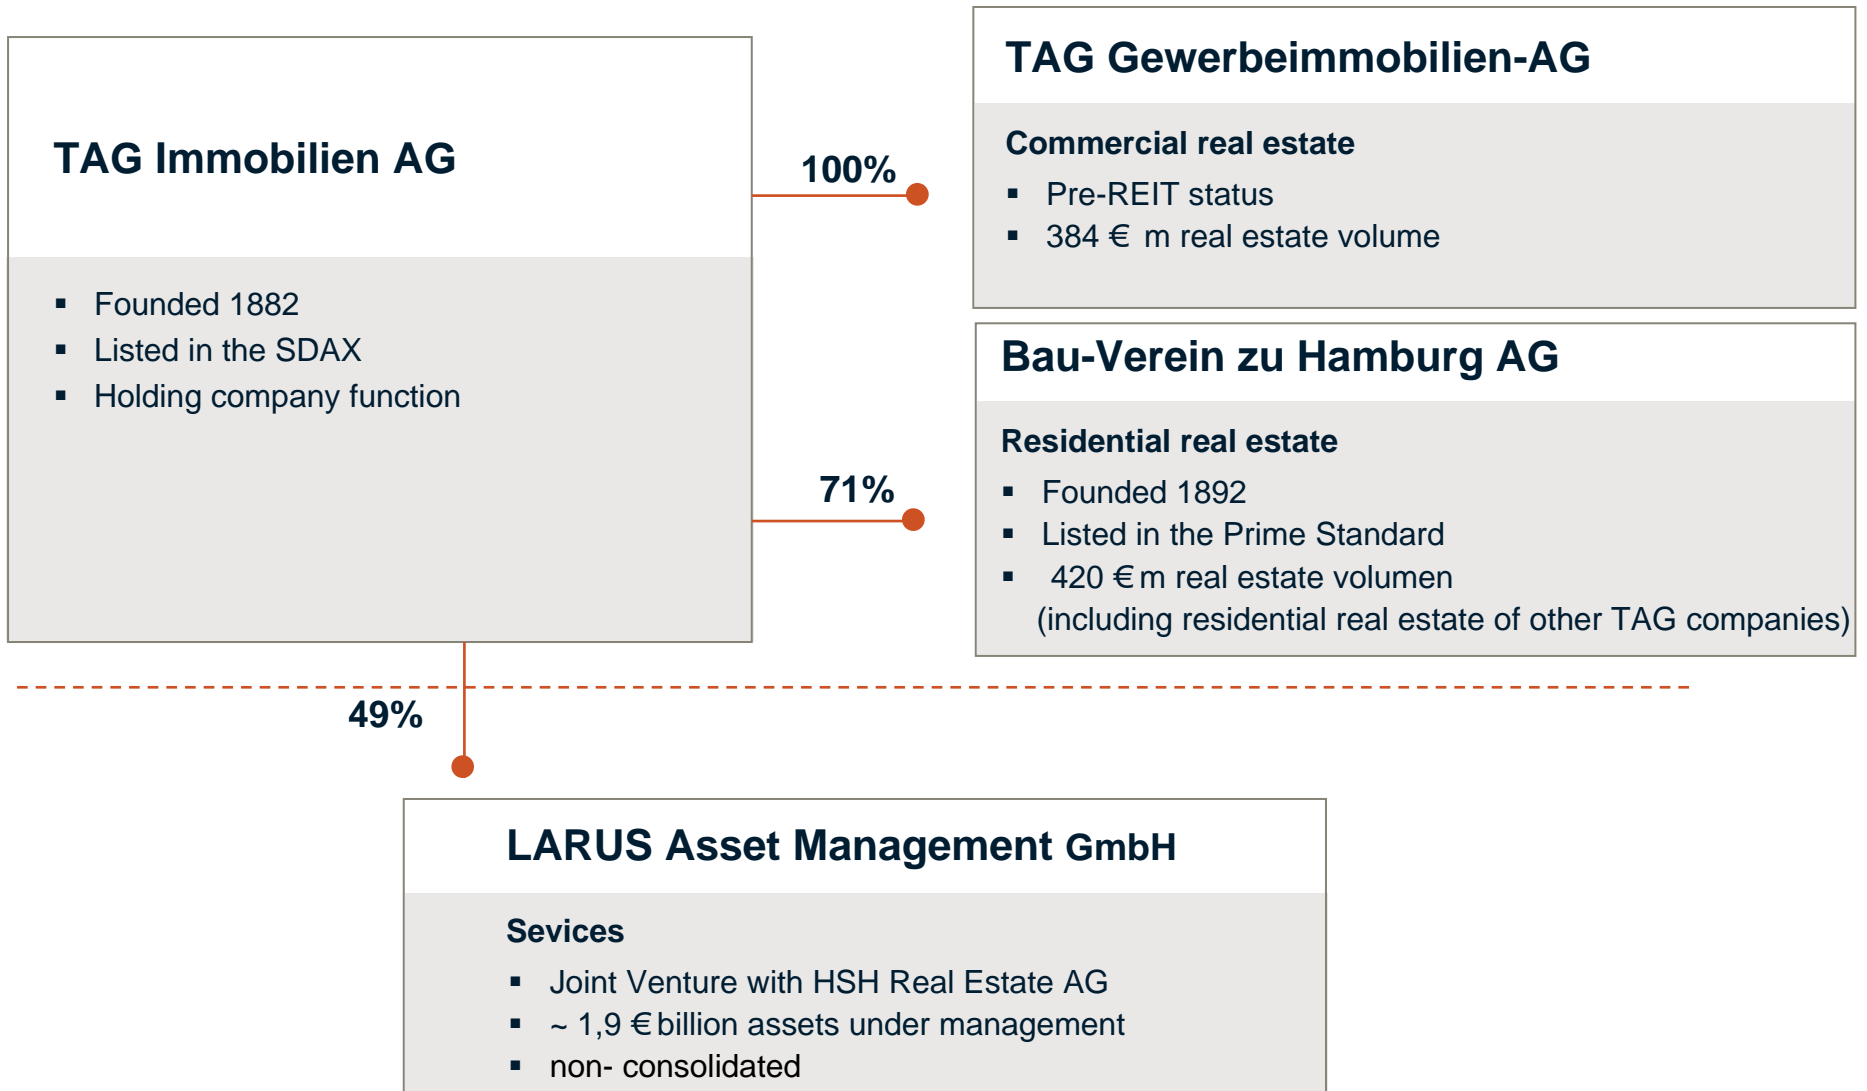 TAG Immobilien AG
▪ Founded 1882
▪ Listed in the SDAX
▪ Holding company function
100%
TAG Gewerbeimmobilien-AG
Commercial real estate
▪ Pre-REIT status
▪ 384 € m real estate volume
71%
Bau-Verein zu Hamburg AG
Residential real estate
▪ Founded 1892
▪ Listed in the Prime Standard
▪ 420 € m real estate volumen
(including residential real estate of other TAG companies)
49%
LARUS Asset Management GmbH
Sevices
▪ Joint Venture with HSH Real Estate AG
▪ ~ 1,9 € billion assets under management
▪ non- consolidated